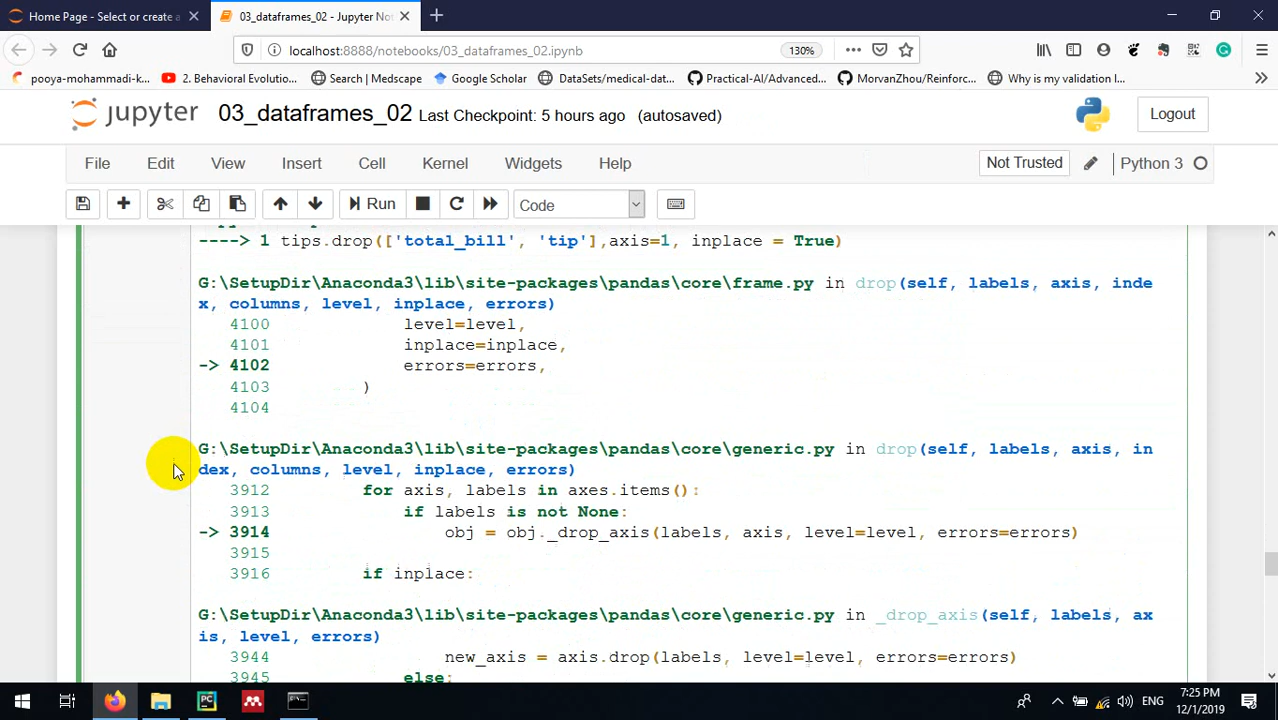 Home Page - Select or create a
03_dataframes_02 - Jupyter Not
localhost:8888/notebooks/03_dataframes_02.ipynb
130%
pooya-mohammadi-k...
2. Behavioral Evolutio...
Search | Medscape
Google Scholar
DataSets/medical-dat...
Practical-AI/Advanced...
MorvanZhou/Reinforc...
Why is my validation I...
jupyter
03_dataframes_02 Last Checkpoint: 5 hours ago (autosaved)
Logout
File Edit View Insert Cell Kernel Widgets Help
Not Trusted
Python 3
Run
Code
----> 1 tips.drop(['total_bill', 'tip'],axis=1, inplace = True)
G:\SetupDir\Anaconda3\lib\site-packages\pandas\core\frame.py in drop(self, labels, axis, inde
x, columns, level, inplace, errors)
4100 level=level,
4101 inplace=inplace,
-> 4102 errors=errors,
4103 )
4104
G:\SetupDir\Anaconda3\lib\site-packages\pandas\core\generic.py in drop(self, labels, axis, in
dex, columns, level, inplace, errors)
3912 for axis, labels in axes.items():
3913 if labels is not None:
-> 3914 obj = obj._drop_axis(labels, axis, level=level, errors=errors)
3915
3916 if inplace:
G:\SetupDir\Anaconda3\lib\site-packages\pandas\core\generic.py in _drop_axis(self, labels, ax
is, level, errors)
3944 new_axis = axis.drop(labels, level=level, errors=errors)
3945 else:
ENG
7:25 PM
12/1/2019